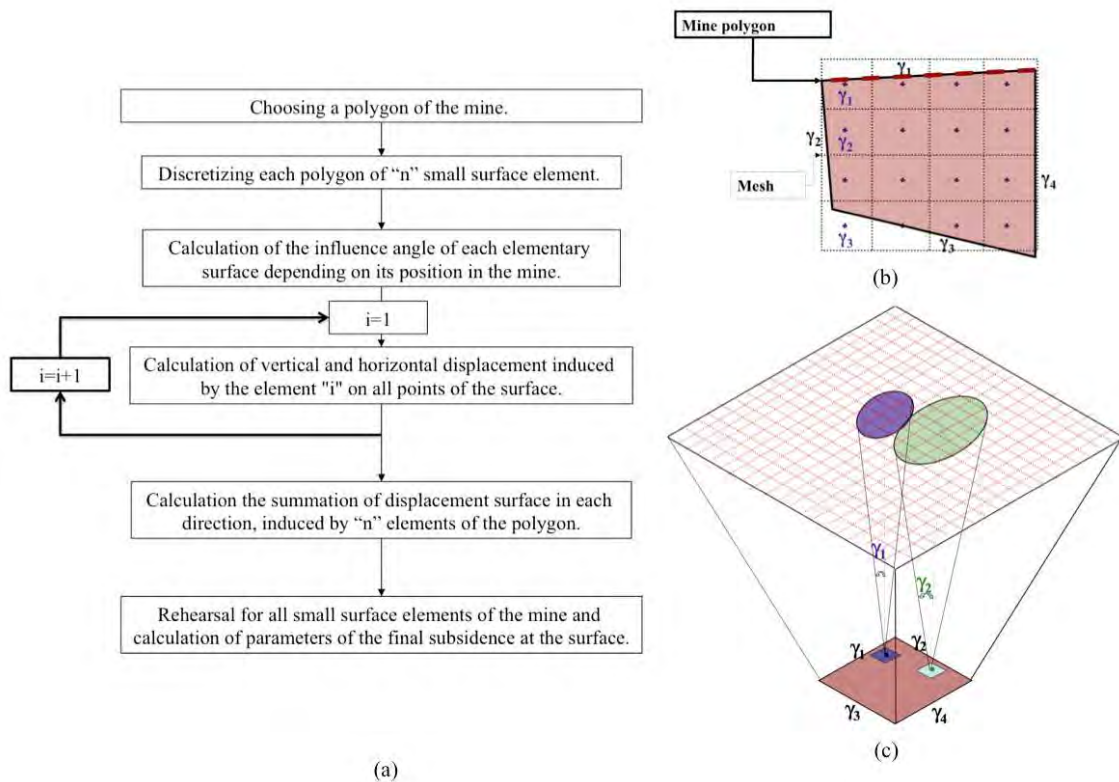 Choosing a polygon of the mine.
Discretizing each polygon of “n” small surface element.
Calculation of the influence angle of each elementary
surface depending on its position in the mine.
i=1
i=i+1
Calculation of vertical and horizontal displacement induced
by the element "i" on all points of the surface.
Calculation the summation of displacement surface in each
direction, induced by “n” elements of the polygon.
Rehearsal for all small surface elements of the mine and
calculation of parameters of the final subsidence at the surface.
(a)
Mine polygon
γ1
γ1
γ2
γ2
Mesh
γ4
γ3
γ3
(b)
γ1
γ2
γ1
γ2
γ3
γ4
(c)